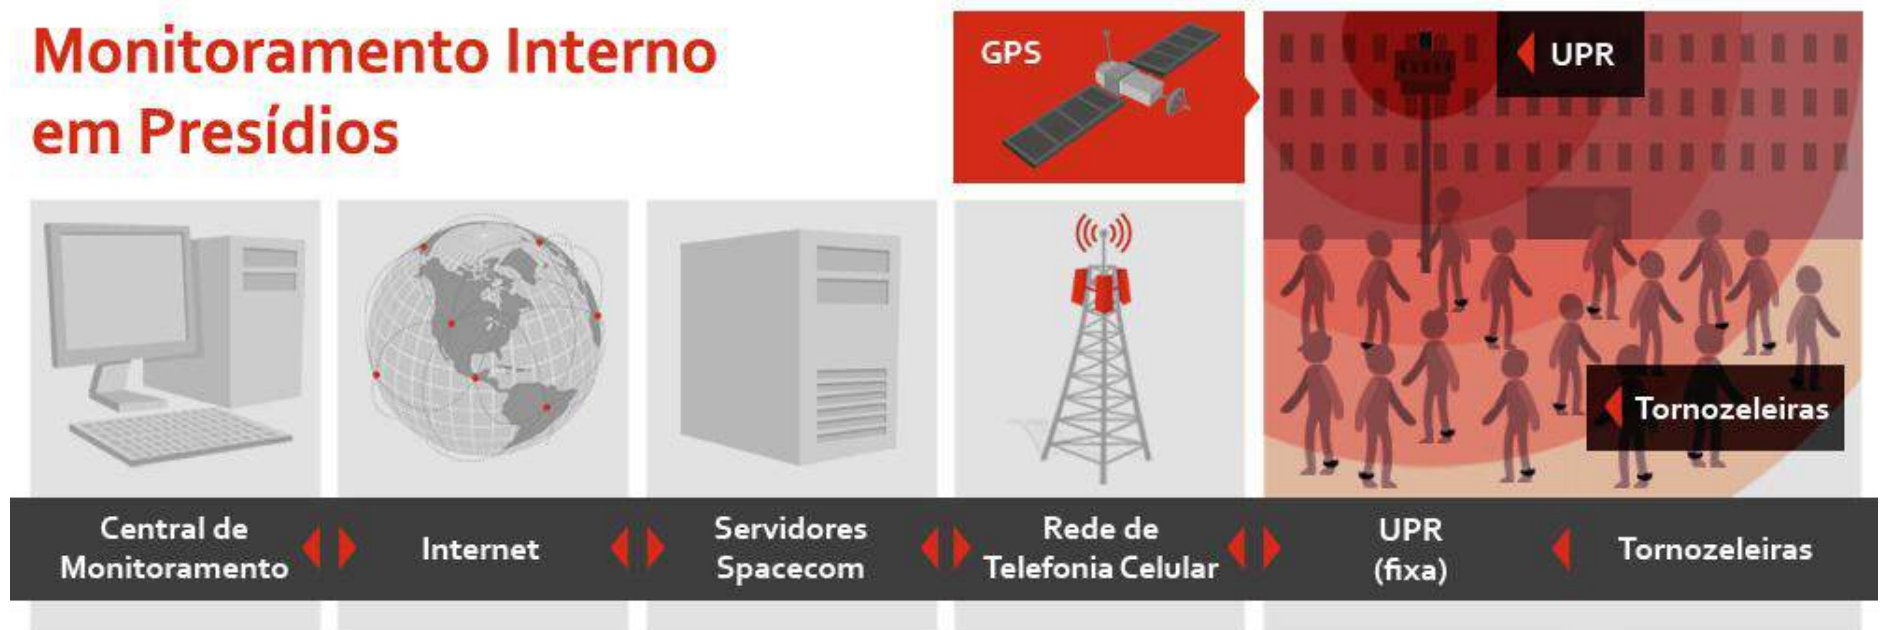 Monitoramento Interno
em Presídios
GPS
UPR
Tornozeleiras
Central de
Monitoramento
Internet
Servidores
Spacecom
Rede de
Telefonia Celular
UPR
(fixa)
Tornozeleiras